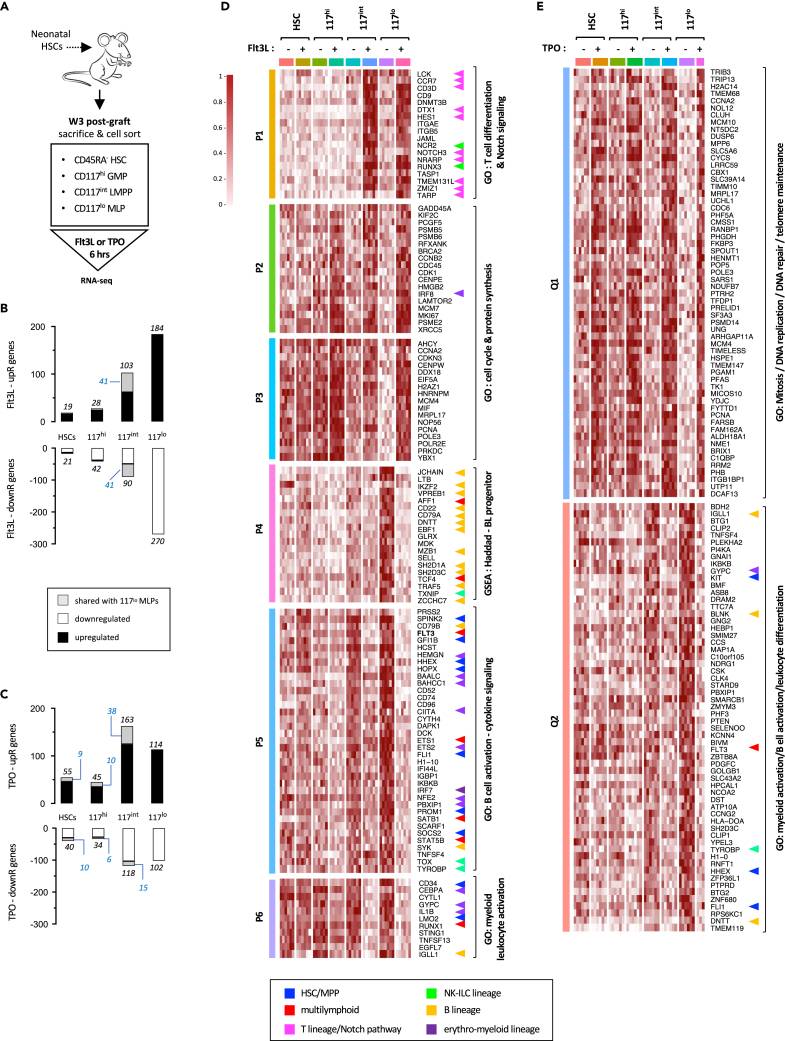 A
Neonatal
HSCs
W3 post-graft
sacrifice & cell sort
• CD45RA- HSC
• CD117hi GMP
• CD117int LMPP
• CD117lo MLP
Flt3L or TPO
6 hrs
RNA-seq
B
Flt3L - upR genes
200
100
0
19
28
41
103
184
HSCs
117hi
117int
117lo
Flt3L - downR genes
0
-100
-200
-300
21
42
41
90
270
shared with 117lo MLPs
downregulated
upregulated
C
TPO - upR genes
200
100
0
9
55
10
45
38
163
114
HSCs
117hi
117int
117lo
TPO - downR genes
0
-100
-200
-300
40
10
34
6
118
15
102
D
HSC
117hi
117int
117lo
Flt3L :
- + - + - + - +
1
0.8
0.6
0.4
0.2
0
P1
LCK
CCR7
CD3D
CD9
DNMT3B
DTX1
HES1
ITGAE
ITGB5
JAML
NCR2
NOTCH3
NRARP
RUNX3
TASP1
TMEM131L
ZMIZ1
TARP
GO : T cell differentiation
& Notch signaling
P2
GADD45A
KIF2C
PCGF5
PSMB5
PSMB6
RFXANK
BRCA2
CCNB2
CDC45
CDK1
CENPE
HMGB2
IRF8
LAMTOR2
MCM7
MKI67
PSME2
XRCC5
P3
AHCY
CCNA2
CDKN3
CENPW
DDX18
EIF5A
H2AZ1
HNRNPM
MCM4
MIF
MRPL17
NOP56
PCNA
POLE3
POLR2E
PRKDC
YBX1
GO : cell cycle & protein synthesis
P4
JCHAIN
LTB
IKZF2
VPREB1
AFF1
CD22
CD79A
DNTT
EBF1
GLRX
MDK
MZB1
SELL
SH2D1A
SH2D3C
TCF4
TRAF5
TXNIP
ZCCHC7
GSEA : Haddad - BL progenitor
P5
PRSS2
SPINK2
CD79B
FLT3
GFI1B
HCST
HEMGN
HHEX
HOPX
BAALC
BAHCC1
CD52
CD74
CD96
CIITA
CYTH4
DAPK1
DCK
ETS1
ETS2
FLI1
H1-10
IFI44L
IGBP1
IKBKB
IRF7
NFE2
PBXIP1
PROM1
SATB1
SCARF1
SOCS2
STAT5B
SYK
TNFSF4
TOX
TYROBP
GO: B cell activation - cytokine signaling
P6
CD34
CEBPA
CYTL1
GYPC
IL1B
LMO2
RUNX1
STING1
TNFSF13
EGFL7
IGLL1
GO: myeloid
leukocyte activation
E
HSC
117hi
117int
117lo
TPO :
- + - + - + - +
Q1
TRIB3
TRIP13
H2AC14
TMEM68
CCNA2
NOL12
CLUH
MCM10
NT5DC2
DUSP6
MPP6
SLC5A6
CYCS
LRRC59
CBX1
SLC39A14
TIMM10
MRPL17
UCHL1
CDC6
PHF5A
CMSS1
RANBP1
PHGDH
FKBP3
SPOUT1
HENMT1
POP5
POLE3
SARS1
NDUFB7
PTRH2
TFDP1
PRELID1
SF3A3
PSMD14
UNG
ARHGAP11A
MCM4
TIMELESS
HSPE1
TMEM147
PGAM1
PFAS
TK1
MICOS10
YDJC
FYTTD1
PCNA
FARSB
FAM162A
ALDH18A1
NME1
BRIX1
C1QBP
RRM2
PHB
ITGB1BP1
UTP11
DCAF13
GO: Mitosis / DNA replication / DNA repair / telomere maintenance
Q2
BDH2
IGLL1
BTG1
CLIP2
TNFSF4
PLEKHA2
PI4KA
GNAI1
IKBKB
GYPC
KIT
BMF
ASB8
DRAM2
TTC7A
BLNK
GNG2
HEBP1
SMIM27
CCS
MAP1A
C10orf105
NDRG1
CSK
CLK4
STARD9
PBXIP1
SMARCB1
ZMYM3
PHF3
PTEN
SELENOO
KCNN4
BIVM
FLT3
ZBTB8A
PDGFC
GOLGB1
SLC43A2
HPCAL1
NCOA2
DST
ATP10A
CCNG2
HLA-DOA
SH2D3C
CLIP1
YPEL3
TYROBP
H1-0
RNFT1
HHEX
ZFP36L1
PTPRD
BTG2
ZNF680
FLI1
RPS6KC1
DNTT
TMEM119
GO: myeloid activation/B ell activation/leukocyte differentiation
HSC/MPP
multilymphoid
T lineage/Notch pathway
NK-ILC lineage
B lineage
erythro-myeloid lineage